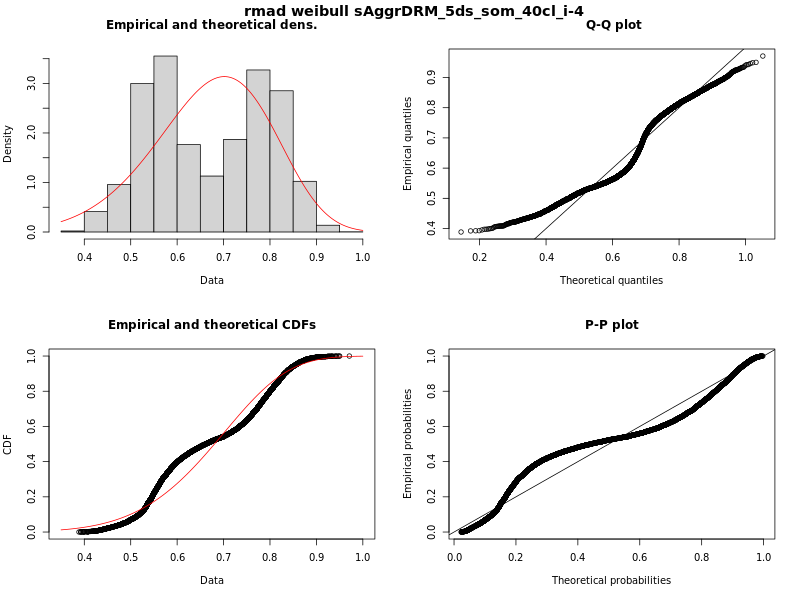 rmad weibull sAggrDRM_5ds_som_40cl_i-4
Empirical and theoretical dens.
Density
0.0 1.0 2.0 3.0
0.4 0.5 0.6 0.7 0.8 0.9 1.0
Data
Q-Q plot
Empirical quantiles
0.4 0.5 0.6 0.7 0.8 0.9
0.2 0.4 0.6 0.8 1.0
Theoretical quantiles
Empirical and theoretical CDFs
CDF
0.0 0.2 0.4 0.6 0.8 1.0
0.4 0.5 0.6 0.7 0.8 0.9 1.0
Data
P-P plot
Empirical probabilities
0.0 0.2 0.4 0.6 0.8 1.0
0.0 0.2 0.4 0.6 0.8 1.0
Theoretical probabilities